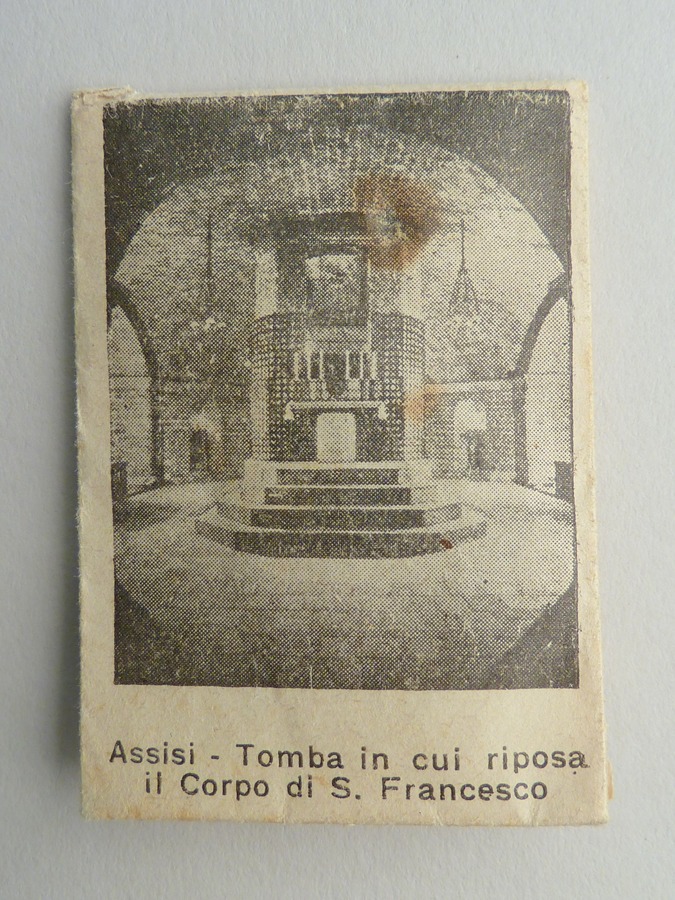 Assisi - Tomba in cui riposa
il Corpo di S. Francesco